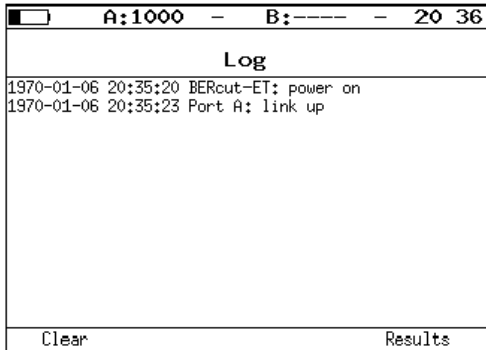 A:1000 – B:---- – 20 36
Log
1970-01-06 20:35:20 BERcut-ET: power on
1970-01-06 20:35:23 Port A: link up
Clear Results